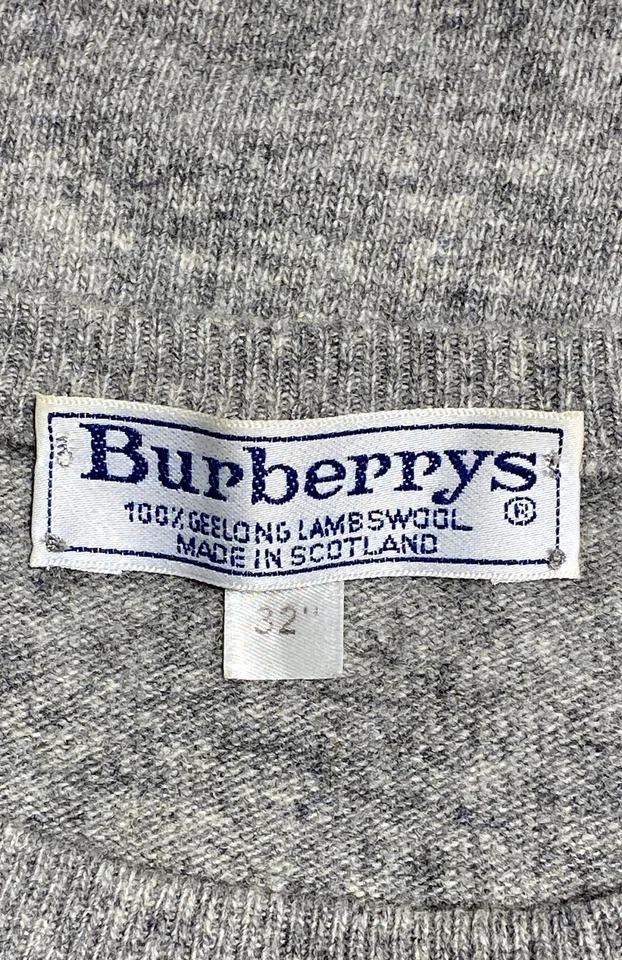 Burberrys
100% GEELONG LAMBSWOOL ®
MADE IN SCOTLAND
32"